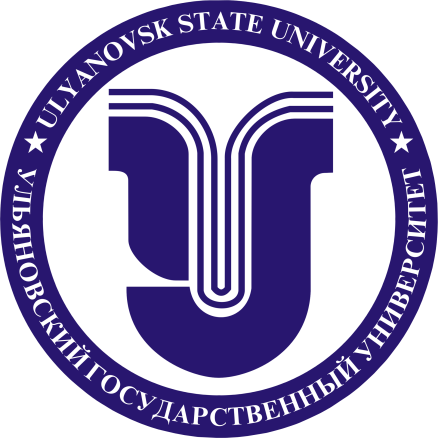 ULYANOVSK STATE UNIVERSITY
УЛЬЯНОВСКИЙ ГОСУДАРСТВЕННЫЙ УНИВЕРСИТЕТ